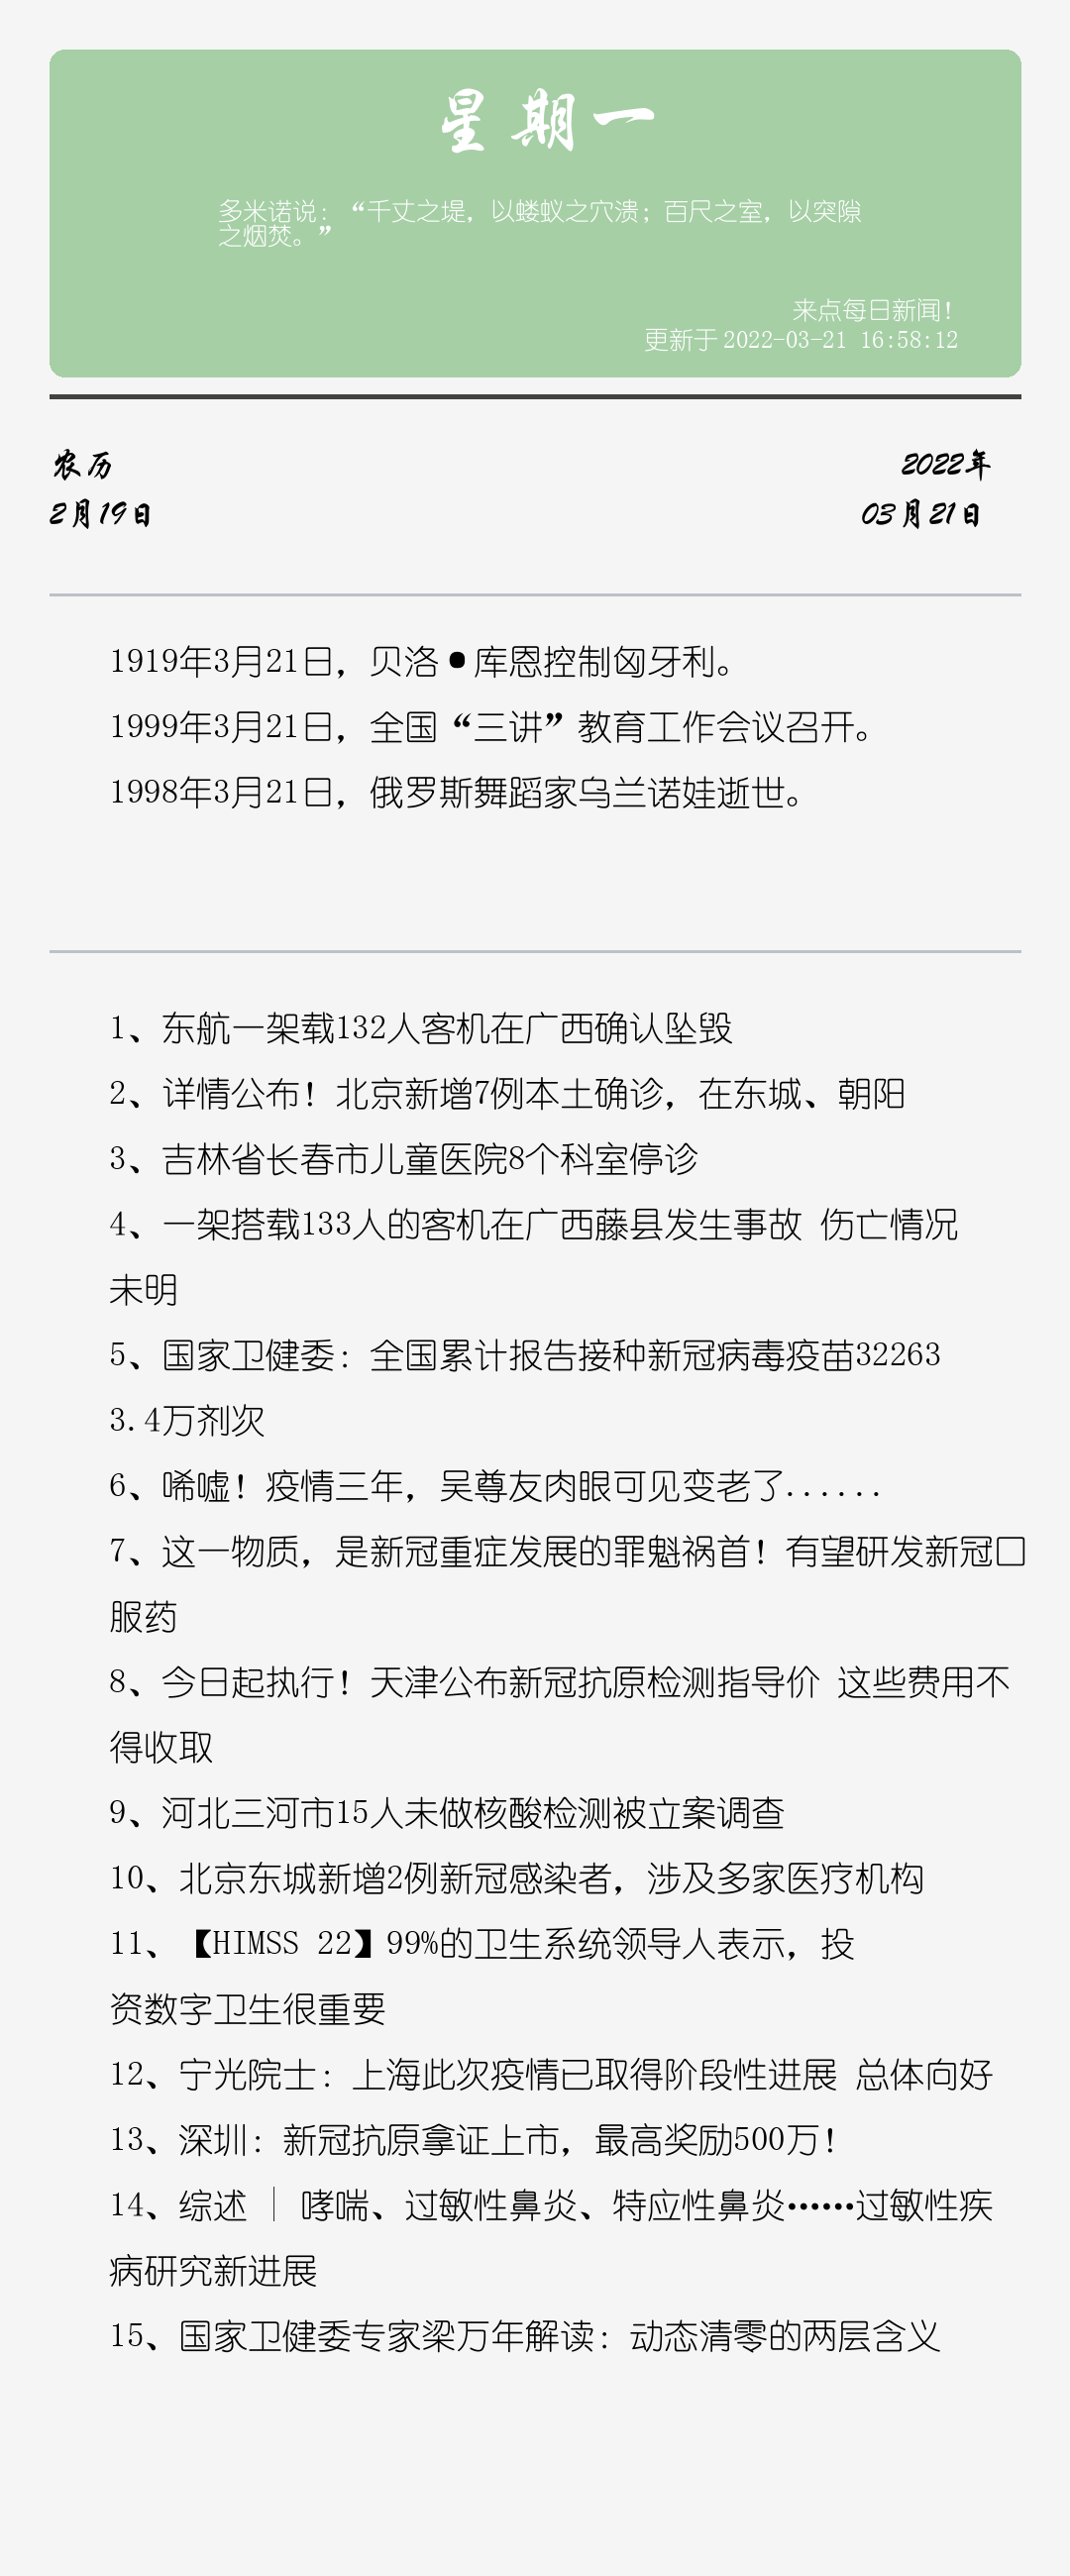 星期一
多米诺说：“千丈之堤，以蝼蚁之穴溃；百尺之室，以突隙
之烟焚。”
来点每日新闻！
更新于 2022-03-21 16:58:12
农历
2022年
2月19日
03月21日
1919年3月21日，贝洛•库恩控制匈牙利。
1999年3月21日，全国“三讲”教育工作会议召开。
1998年3月21日，俄罗斯舞蹈家乌兰诺娃逝世。
1、东航一架载132人客机在广西确认坠毁
2、详情公布！北京新增7例本土确诊，在东城、朝阳
3、吉林省长春市儿童医院8个科室停诊
4、一架搭载133人的客机在广西藤县发生事故 伤亡情况
未明
5、国家卫健委：全国累计报告接种新冠病毒疫苗32263
3.4万剂次
6、唏嘘！疫情三年，吴尊友肉眼可见变老了......
7、这一物质，是新冠重症发展的罪魁祸首！有望研发新冠口
服药
8、今日起执行！天津公布新冠抗原检测指导价 这些费用不
得收取
9、河北三河市15人未做核酸检测被立案调查
10、北京东城新增2例新冠感染者，涉及多家医疗机构
11、【HIMSS 22】99%的卫生系统领导人表示，投
资数字卫生很重要
12、宁光院士：上海此次疫情已取得阶段性进展 总体向好
13、深圳：新冠抗原拿证上市，最高奖励500万！
14、综述 | 哮喘、过敏性鼻炎、特应性鼻炎……过敏性疾
病研究新进展
15、国家卫健委专家梁万年解读：动态清零的两层含义